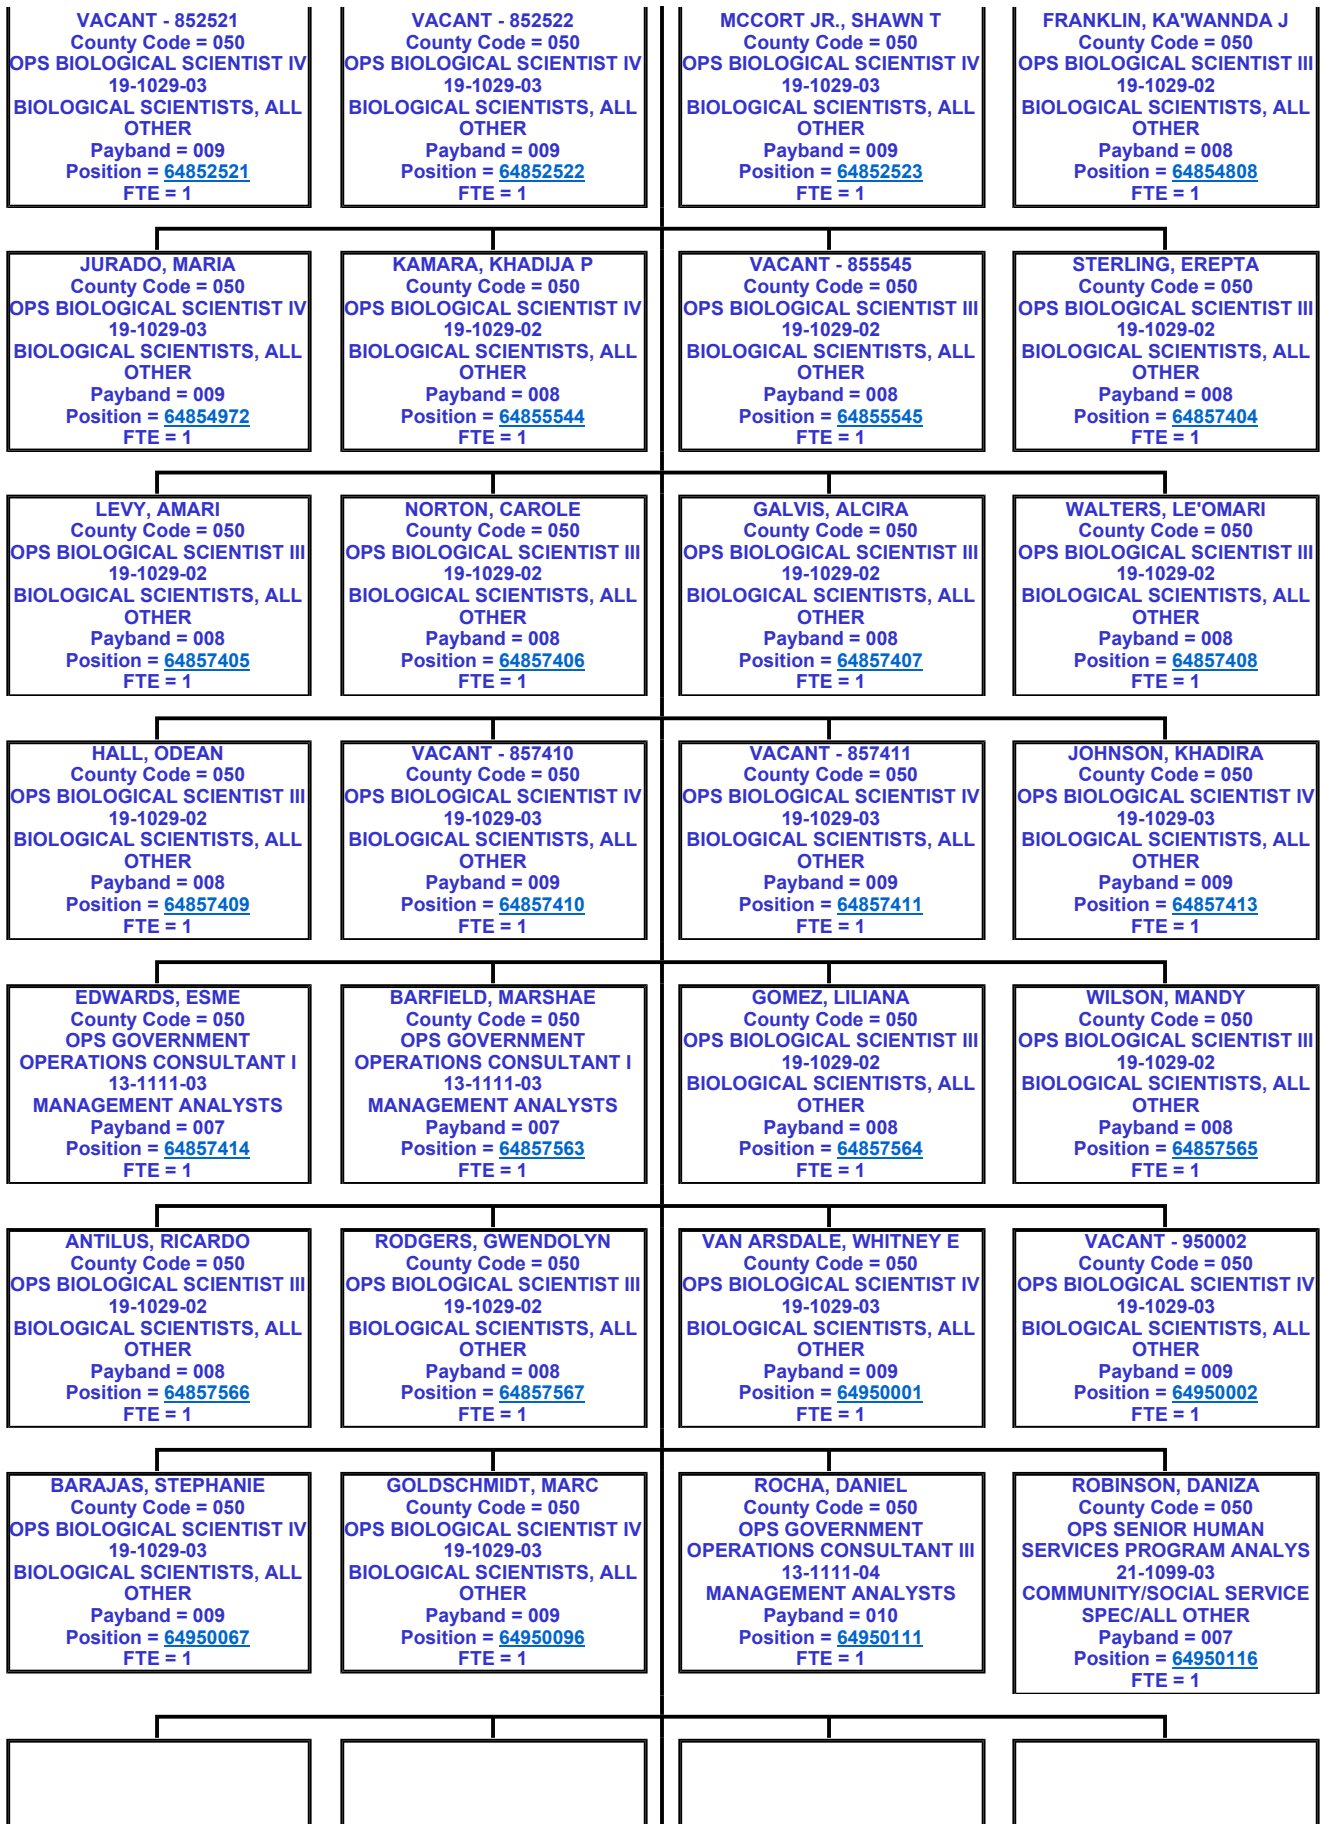 VACANT - 852521
County Code = 050
OPS BIOLOGICAL SCIENTIST IV
19-1029-03
BIOLOGICAL SCIENTISTS, ALL
OTHER
Payband = 009
Position = 64852521
FTE = 1
VACANT - 852522
County Code = 050
OPS BIOLOGICAL SCIENTIST IV
19-1029-03
BIOLOGICAL SCIENTISTS, ALL
OTHER
Payband = 009
Position = 64852522
FTE = 1
MCCORT JR., SHAWN T
County Code = 050
OPS BIOLOGICAL SCIENTIST IV
19-1029-03
BIOLOGICAL SCIENTISTS, ALL
OTHER
Payband = 009
Position = 64852523
FTE = 1
FRANKLIN, KA'WANNDA J
County Code = 050
OPS BIOLOGICAL SCIENTIST III
19-1029-02
BIOLOGICAL SCIENTISTS, ALL
OTHER
Payband = 008
Position = 64854808
FTE = 1
JURADO, MARIA
County Code = 050
OPS BIOLOGICAL SCIENTIST IV
19-1029-03
BIOLOGICAL SCIENTISTS, ALL
OTHER
Payband = 009
Position = 64854972
FTE = 1
KAMARA, KHADIJA P
County Code = 050
OPS BIOLOGICAL SCIENTIST IV
19-1029-02
BIOLOGICAL SCIENTISTS, ALL
OTHER
Payband = 008
Position = 64855544
FTE = 1
VACANT - 855545
County Code = 050
OPS BIOLOGICAL SCIENTIST III
19-1029-02
BIOLOGICAL SCIENTISTS, ALL
OTHER
Payband = 008
Position = 64855545
FTE = 1
STERLING, EREPTA
County Code = 050
OPS BIOLOGICAL SCIENTIST III
19-1029-02
BIOLOGICAL SCIENTISTS, ALL
OTHER
Payband = 008
Position = 64857404
FTE = 1
LEVY, AMARI
County Code = 050
OPS BIOLOGICAL SCIENTIST III
19-1029-02
BIOLOGICAL SCIENTISTS, ALL
OTHER
Payband = 008
Position = 64857405
FTE = 1
NORTON, CAROLE
County Code = 050
OPS BIOLOGICAL SCIENTIST III
19-1029-02
BIOLOGICAL SCIENTISTS, ALL
OTHER
Payband = 008
Position = 64857406
FTE = 1
GALVIS, ALCIRA
County Code = 050
OPS BIOLOGICAL SCIENTIST III
19-1029-02
BIOLOGICAL SCIENTISTS, ALL
OTHER
Payband = 008
Position = 64857407
FTE = 1
WALTERS, LE'OMARI
County Code = 050
OPS BIOLOGICAL SCIENTIST III
19-1029-02
BIOLOGICAL SCIENTISTS, ALL
OTHER
Payband = 008
Position = 64857408
FTE = 1
HALL, ODEAN
County Code = 050
OPS BIOLOGICAL SCIENTIST III
19-1029-02
BIOLOGICAL SCIENTISTS, ALL
OTHER
Payband = 008
Position = 64857409
FTE = 1
VACANT - 857410
County Code = 050
OPS BIOLOGICAL SCIENTIST IV
19-1029-03
BIOLOGICAL SCIENTISTS, ALL
OTHER
Payband = 009
Position = 64857410
FTE = 1
VACANT - 857411
County Code = 050
OPS BIOLOGICAL SCIENTIST IV
19-1029-03
BIOLOGICAL SCIENTISTS, ALL
OTHER
Payband = 009
Position = 64857411
FTE = 1
JOHNSON, KHADIRA
County Code = 050
OPS BIOLOGICAL SCIENTIST IV
19-1029-03
BIOLOGICAL SCIENTISTS, ALL
OTHER
Payband = 009
Position = 64857413
FTE = 1
EDWARDS, ESME
County Code = 050
OPS GOVERNMENT
OPERATIONS CONSULTANT I
13-1111-03
MANAGEMENT ANALYSTS
Payband = 007
Position = 64857414
FTE = 1
BARFIELD, MARSHAE
County Code = 050
OPS GOVERNMENT
OPERATIONS CONSULTANT I
13-1111-03
MANAGEMENT ANALYSTS
Payband = 007
Position = 64857563
FTE = 1
GOMEZ, LILIANA
County Code = 050
OPS BIOLOGICAL SCIENTIST III
19-1029-02
BIOLOGICAL SCIENTISTS, ALL
OTHER
Payband = 008
Position = 64857564
FTE = 1
WILSON, MANDY
County Code = 050
OPS BIOLOGICAL SCIENTIST III
19-1029-02
BIOLOGICAL SCIENTISTS, ALL
OTHER
Payband = 008
Position = 64857565
FTE = 1
ANTILUS, RICARDO
County Code = 050
OPS BIOLOGICAL SCIENTIST III
19-1029-02
BIOLOGICAL SCIENTISTS, ALL
OTHER
Payband = 008
Position = 64857566
FTE = 1
RODGERS, GWENDOLYN
County Code = 050
OPS BIOLOGICAL SCIENTIST III
19-1029-02
BIOLOGICAL SCIENTISTS, ALL
OTHER
Payband = 008
Position = 64857567
FTE = 1
VAN ARSDALE, WHITNEY E
County Code = 050
OPS BIOLOGICAL SCIENTIST IV
19-1029-03
BIOLOGICAL SCIENTISTS, ALL
OTHER
Payband = 009
Position = 64950001
FTE = 1
VACANT - 950002
County Code = 050
OPS BIOLOGICAL SCIENTIST IV
19-1029-03
BIOLOGICAL SCIENTISTS, ALL
OTHER
Payband = 009
Position = 64950002
FTE = 1
BARAJAS, STEPHANIE
County Code = 050
OPS BIOLOGICAL SCIENTIST IV
19-1029-03
BIOLOGICAL SCIENTISTS, ALL
OTHER
Payband = 009
Position = 64950067
FTE = 1
GOLDSCHMIDT, MARC
County Code = 050
OPS BIOLOGICAL SCIENTIST IV
19-1029-03
BIOLOGICAL SCIENTISTS, ALL
OTHER
Payband = 009
Position = 64950096
FTE = 1
ROCHA, DANIEL
County Code = 050
OPS GOVERNMENT
OPERATIONS CONSULTANT III
13-1111-04
MANAGEMENT ANALYSTS
Payband = 010
Position = 64950111
FTE = 1
ROBINSON, DANIZA
County Code = 050
OPS SENIOR HUMAN
SERVICES PROGRAM ANALYS
21-1099-03
COMMUNITY/SOCIAL SERVICE
SPEC/ALL OTHER
Payband = 007
Position = 64950116
FTE = 1